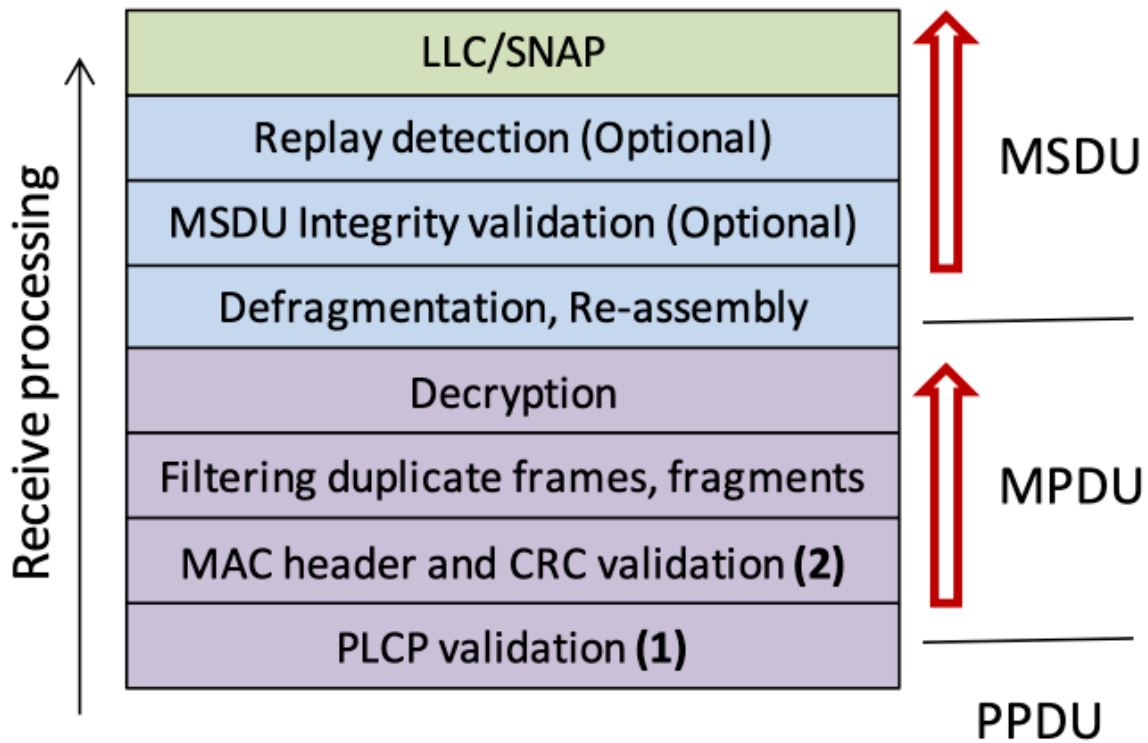 LLC/SNAP
Replay detection (Optional)
MSDU Integrity validation (Optional)
Defragmentation, Re-assembly
Decryption
Filtering duplicate frames, fragments
MAC header and CRC validation (2)
PLCP validation (1)
Receive processing
MSDU
MPDU
PPDU